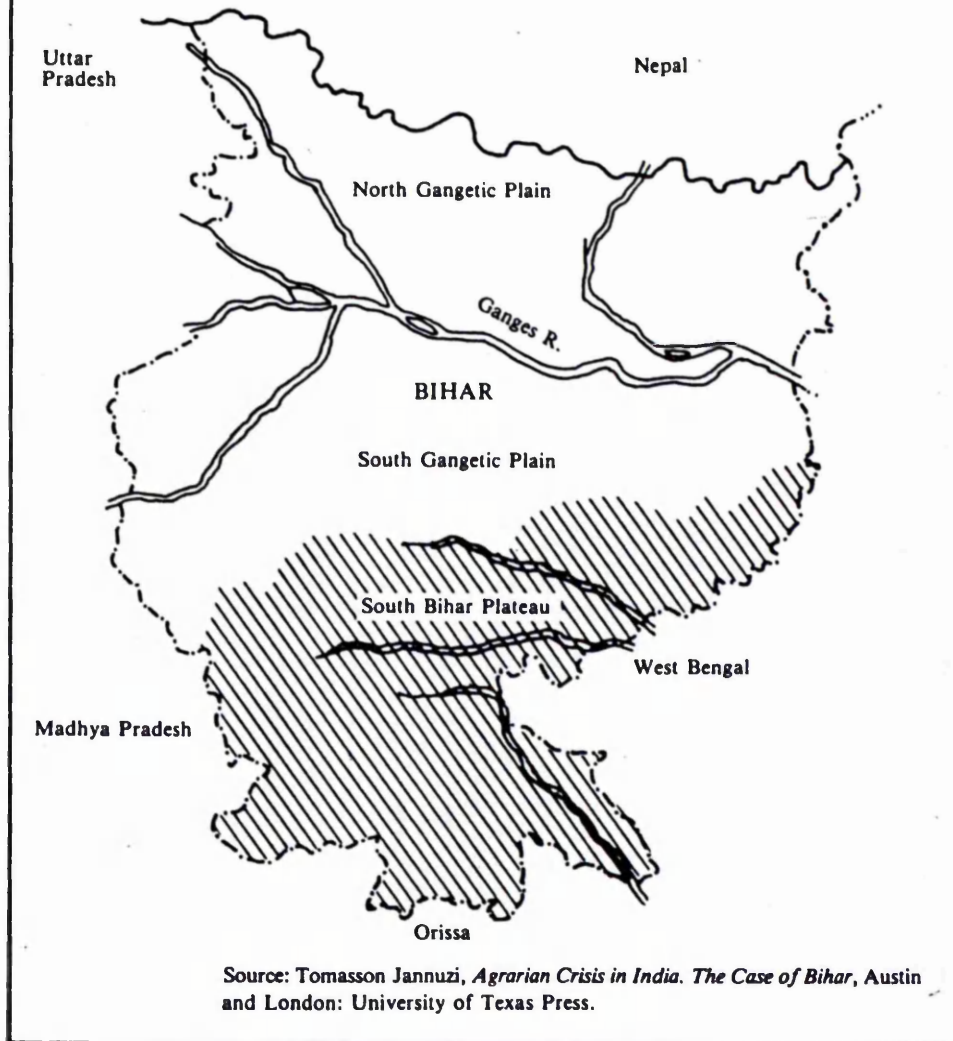 Uttar
Pradesh
Nepal
North Gangetic Plain
Ganges R.
BIHAR
South Gangetic Plain
South Bihar Plateau
West Bengal
Madhya Pradesh
Orissa
Source: Tomasson Jannuzi, Agrarian Crisis in India. The Case of Bihar, Austin
and London: University of Texas Press.